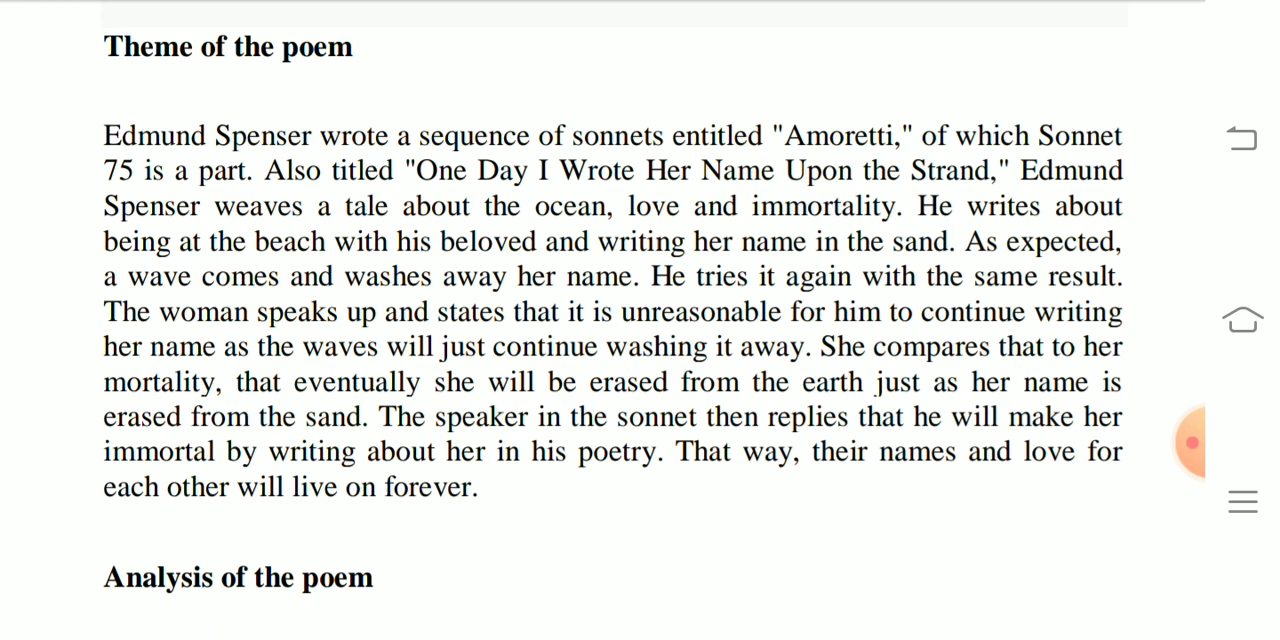 Theme of the poem
Edmund Spenser wrote a sequence of sonnets entitled "Amoretti," of which Sonnet
75 is a part. Also titled "One Day I Wrote Her Name Upon the Strand," Edmund
Spenser weaves a tale about the ocean, love and immortality. He writes about
being at the beach with his beloved and writing her name in the sand. As expected,
a wave comes and washes away her name. He tries it again with the same result.
The woman speaks up and states that it is unreasonable for him to continue writing
her name as the waves will just continue washing it away. She compares that to her
mortality, that eventually she will be erased from the earth just as her name is
erased from the sand. The speaker in the sonnet then replies that he will make her
immortal by writing about her in his poetry. That way, their names and love for
each other will live on forever.
Analysis of the poem